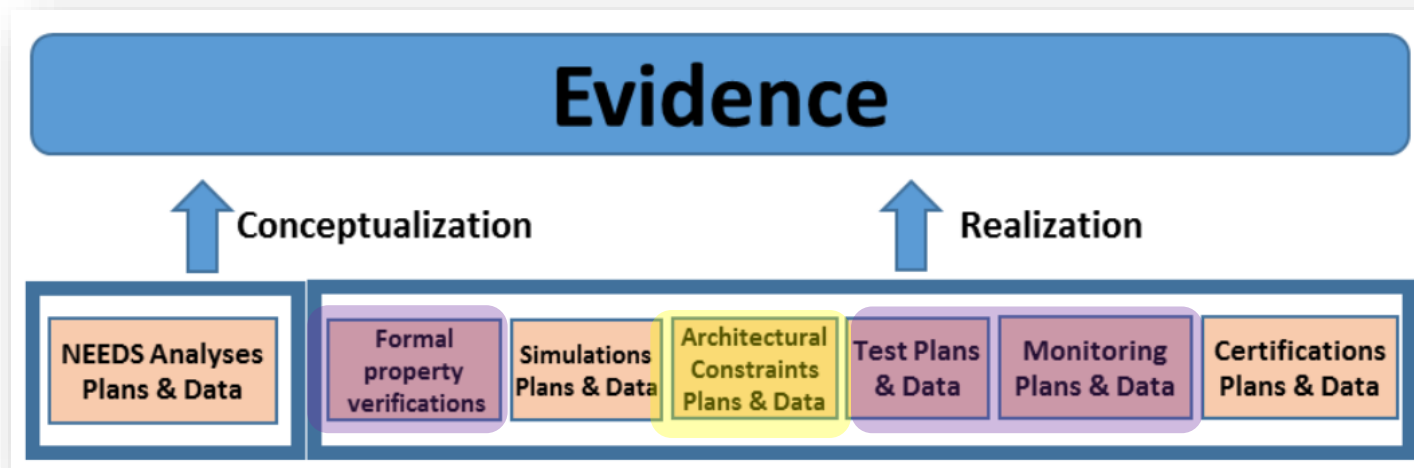 Evidence
Conceptualization
Realization
NEEDS Analyses
Plans & Data
Formal
property
verifications
Simulations
Plans & Data
Architectural
Constraints
Plans & Data
Test Plans
& Data
Monitoring
Plans & Data
Certifications
Plans & Data